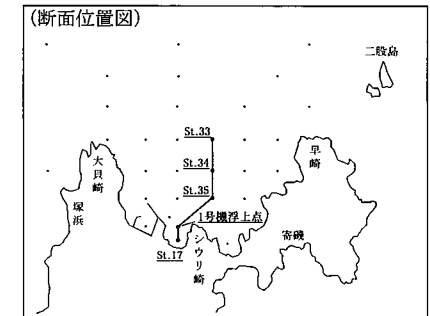 (断面位置図)
二股島
St.33
早崎
大貝崎
St.34
塚浜
St.35
1号機浮上点
寄磯
シウリ崎
St.17